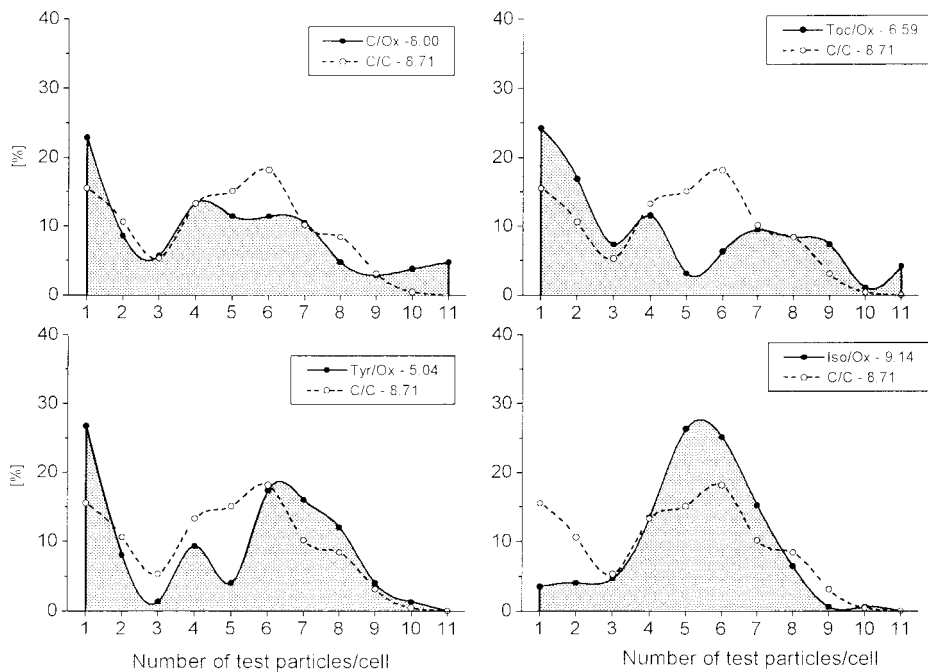 40
30
20
10
0
[%]
C/Ox - 6.00
C/C - 8.71
1 2 3 4 5 6 7 8 9 10 11
40
30
20
10
0
Toc/Ox - 6.59
C/C - 8.71
1 2 3 4 5 6 7 8 9 10 11
40
30
20
10
0
[%]
Tyr/Ox - 5.04
C/C - 8.71
1 2 3 4 5 6 7 8 9 10 11
Number of test particles/cell
40
30
20
10
0
Iso/Ox - 9.14
C/C - 8.71
1 2 3 4 5 6 7 8 9 10 11
Number of test particles/cell